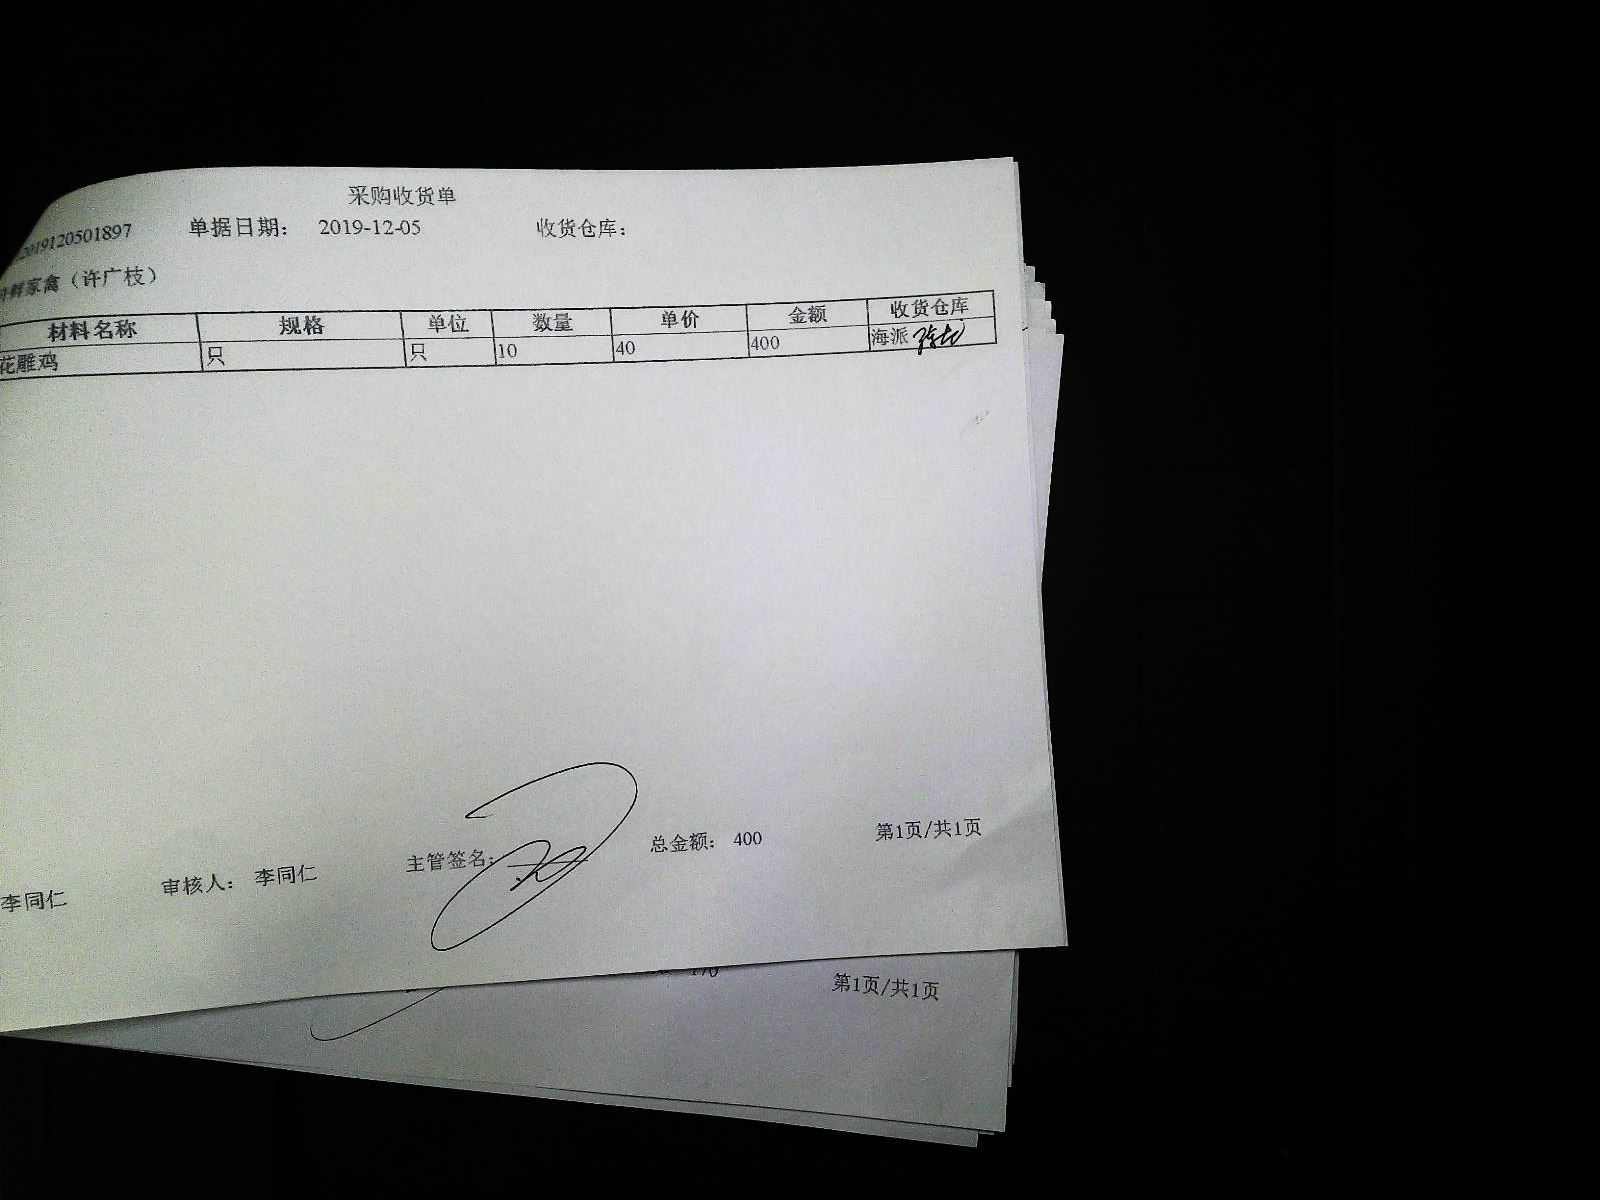 采购收货单
2019120501897 单据日期： 2019-12-05 收货仓库：
鲜家禽（许广枝）
材料名称 规格 单位 数量 单价 金额 收货仓库
花雕鸡 只 只 10 40 400 海派
李同仁 审核人： 李同仁 主管签名： 总金额： 400 第1页/共1页
170 第1页/共1页